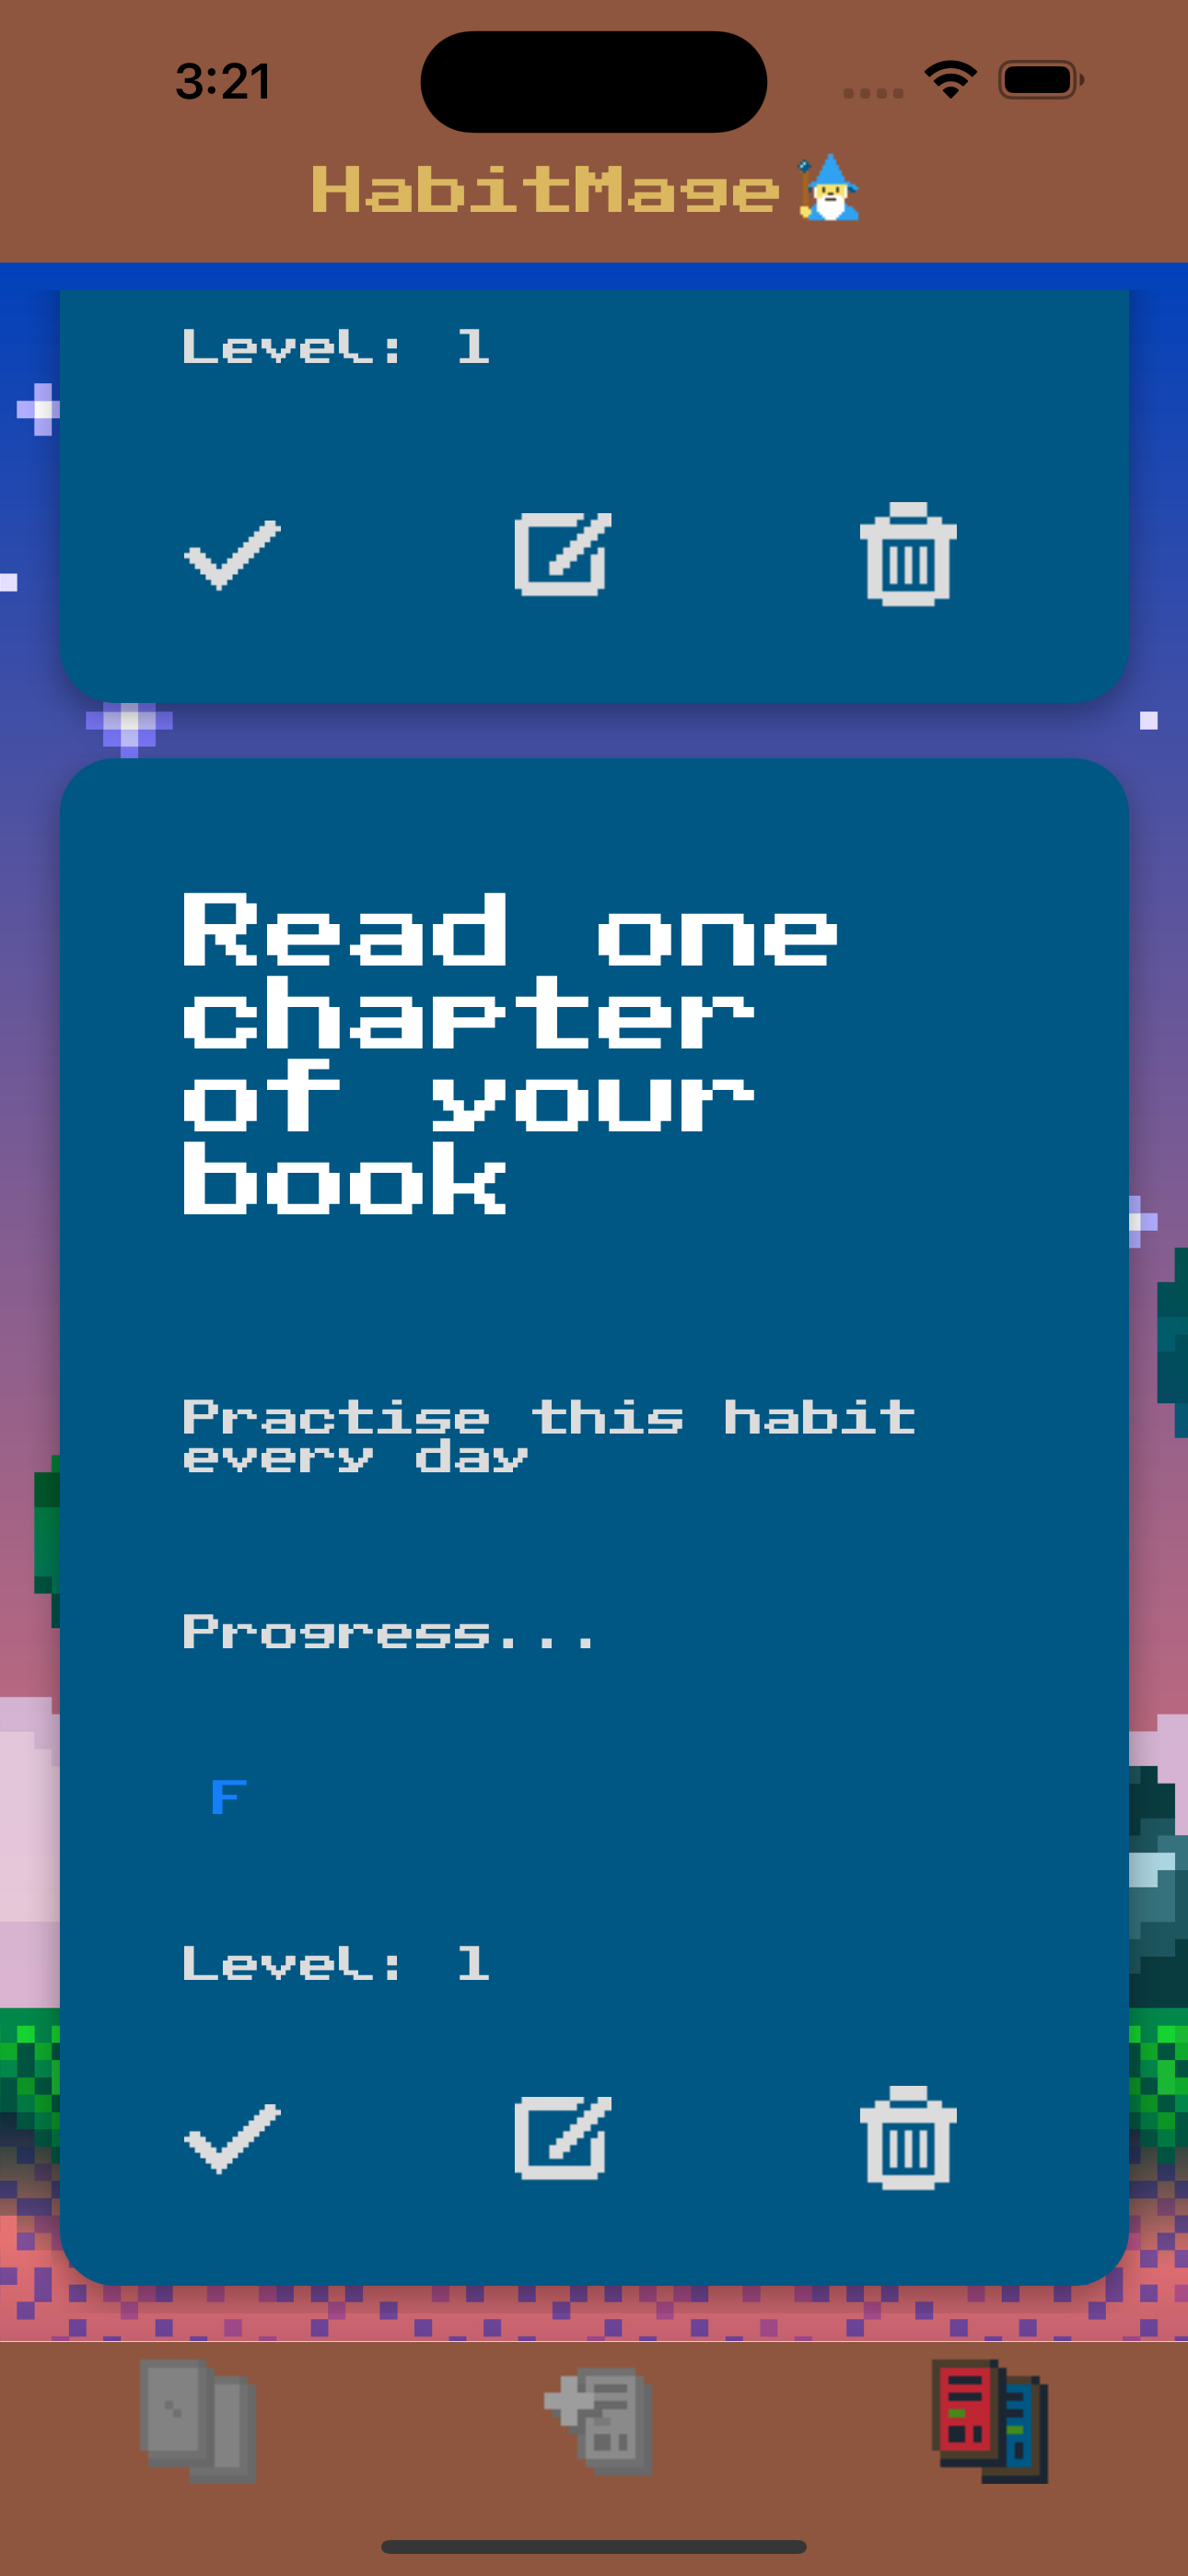 3:21
HabitMage
Level: 1
Read one
chapter
of your
book
Practise this habit
every day
Progress...
F
Level: 1